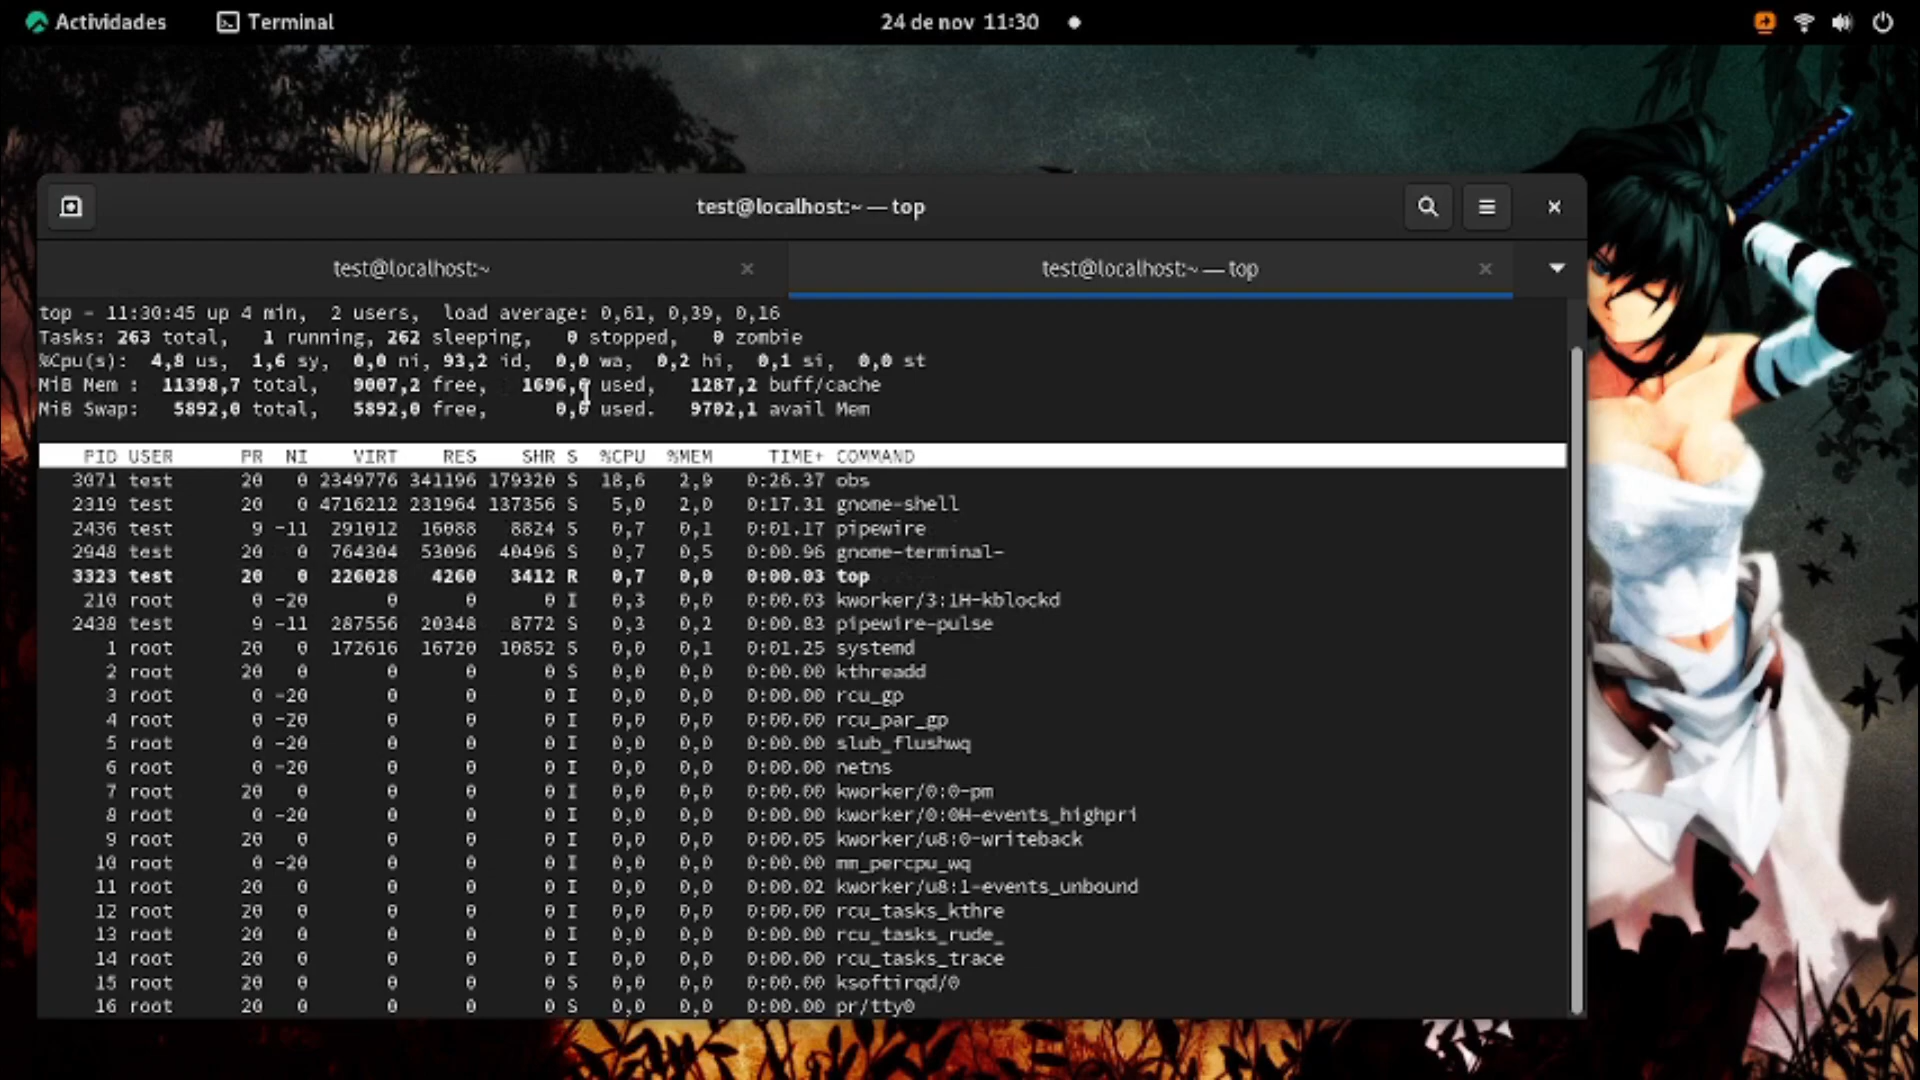 Actividades Terminal 24 de nov 11:30
test@localhost:~ — top
test@localhost:~ test@localhost:~ — top
top - 11:30:45 up 4 min,  2 users,  load average: 0,61, 0,39, 0,16
Tasks: 263 total,   1 running, 262 sleeping,   0 stopped,   0 zombie
%Cpu(s):  4,8 us,  1,6 sy,  0,0 ni, 93,2 id,  0,0 wa,  0,2 hi,  0,1 si,  0,0 st
MiB Mem :  11398,7 total,   9007,2 free,   1696,0 used,   1287,2 buff/cache
MiB Swap:   5892,0 total,   5892,0 free,      0,0 used.   9702,1 avail Mem
PID USER PR NI VIRT RES SHR S %CPU %MEM TIME+ COMMAND
3071 test 20 0 2349776 341196 179320 S 18,6 2,9 0:26.37 obs
2319 test 20 0 4716212 231964 137356 S 5,0 2,0 0:17.31 gnome-shell
2436 test 9 -11 291012 16088 8824 S 0,7 0,1 0:01.17 pipewire
2948 test 20 0 764304 53096 40496 S 0,7 0,5 0:00.96 gnome-terminal-
3323 test 20 0 226028 4260 3412 R 0,7 0,0 0:00.03 top
210 root 0 -20 0 0 0 I 0,3 0,0 0:00.03 kworker/3:1H-kblockd
2438 test 9 -11 287556 20348 8772 S 0,3 0,2 0:00.83 pipewire-pulse
1 root 20 0 172616 16720 10852 S 0,0 0,1 0:01.25 systemd
2 root 20 0 0 0 0 S 0,0 0,0 0:00.00 kthreadd
3 root 0 -20 0 0 0 I 0,0 0,0 0:00.00 rcu_gp
4 root 0 -20 0 0 0 I 0,0 0,0 0:00.00 rcu_par_gp
5 root 0 -20 0 0 0 I 0,0 0,0 0:00.00 slub_flushwq
6 root 0 -20 0 0 0 I 0,0 0,0 0:00.00 netns
7 root 20 0 0 0 0 I 0,0 0,0 0:00.00 kworker/0:0-pm
8 root 0 -20 0 0 0 I 0,0 0,0 0:00.00 kworker/0:0H-events_highpri
9 root 20 0 0 0 0 I 0,0 0,0 0:00.05 kworker/u8:0-writeback
10 root 0 -20 0 0 0 I 0,0 0,0 0:00.00 mm_percpu_wq
11 root 20 0 0 0 0 I 0,0 0,0 0:00.02 kworker/u8:1-events_unbound
12 root 20 0 0 0 0 I 0,0 0,0 0:00.00 rcu_tasks_kthre
13 root 20 0 0 0 0 I 0,0 0,0 0:00.00 rcu_tasks_rude_
14 root 20 0 0 0 0 I 0,0 0,0 0:00.00 rcu_tasks_trace
15 root 20 0 0 0 0 S 0,0 0,0 0:00.00 ksoftirqd/0
16 root 20 0 0 0 0 S 0,0 0,0 0:00.00 pr/tty0